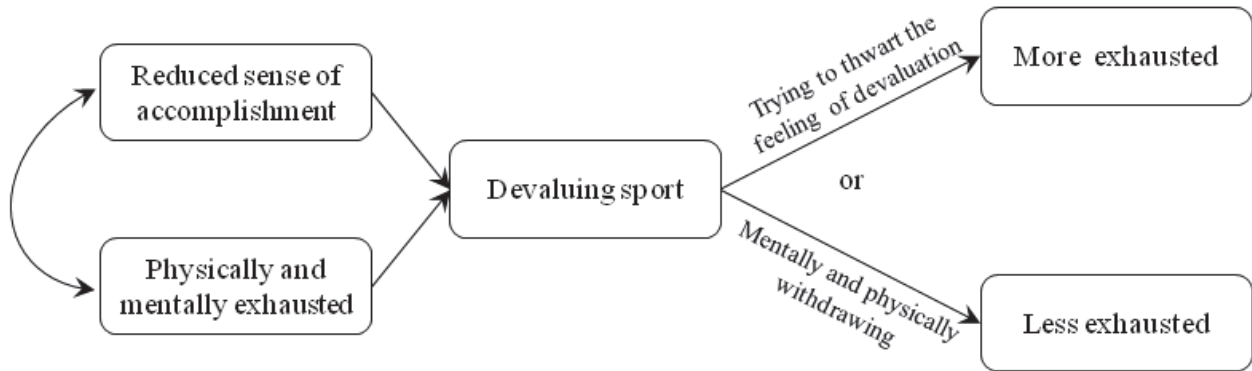 Reduced sense of
accomplishment
Physically and
mentally exhausted
Devaluing sport
Trying to thwart the
feeling of devaluation
or
Mentally and physically
withdrawing
More exhausted
Less exhausted